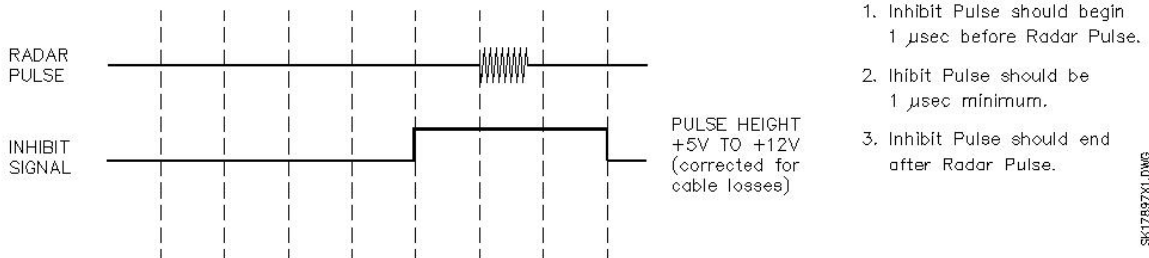 RADAR
PULSE
INHIBIT
SIGNAL
PULSE HEIGHT
+5V TO +12V
(corrected for
cable losses)
1. Inhibit Pulse should begin
1 µsec before Radar Pulse.
2. Ihibit Pulse should be
1 µsec minimum.
3. Inhibit Pulse should end
after Radar Pulse.
SK17897X1.DWG